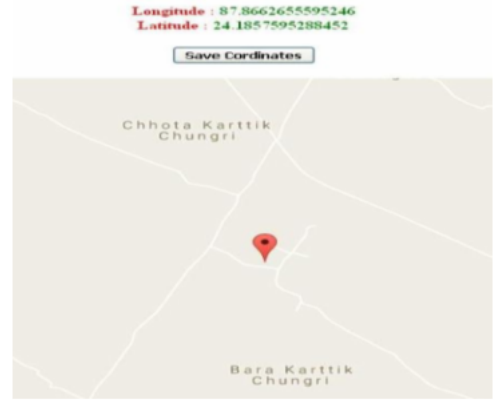 Longitude : 87.8662655595246
Latitude : 24.1857595288452
Save Cordinates
Chhota Karttik
Chungri
Bara Karttik
Chungri